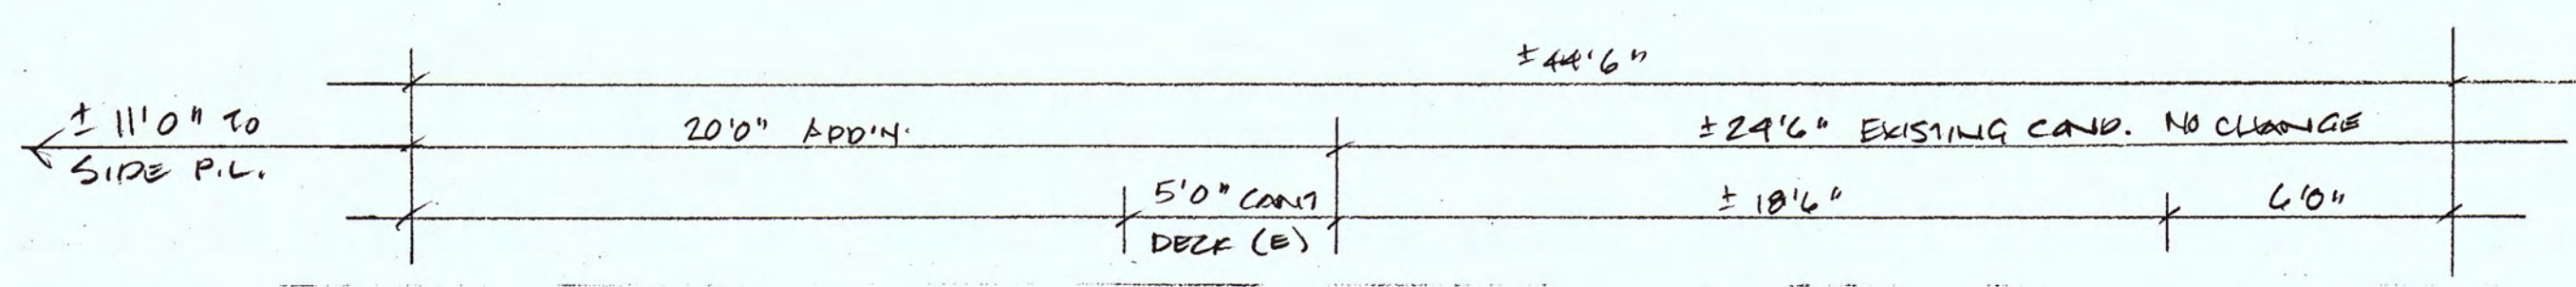 ±44'6"
± 11'0" TO
SIDE P.L.
20'0" ADD'N.
±24'6" EXISTING COND. NO CHANGE
5'0" CANT
DECK (E)
± 18'6"
6'0"